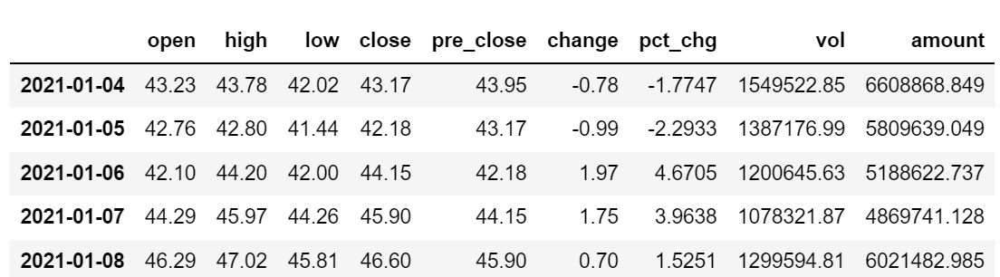 open high low close pre_close change pct_chg vol amount
2021-01-04 43.23 43.78 42.02 43.17 43.95 -0.78 -1.7747 1549522.85 6608868.849
2021-01-05 42.76 42.80 41.44 42.18 43.17 -0.99 -2.2933 1387176.99 5809639.049
2021-01-06 42.10 44.20 42.00 44.15 42.18 1.97 4.6705 1200645.63 5188622.737
2021-01-07 44.29 45.97 44.26 45.90 44.15 1.75 3.9638 1078321.87 4869741.128
2021-01-08 46.29 47.02 45.81 46.60 45.90 0.70 1.5251 1299594.81 6021482.985